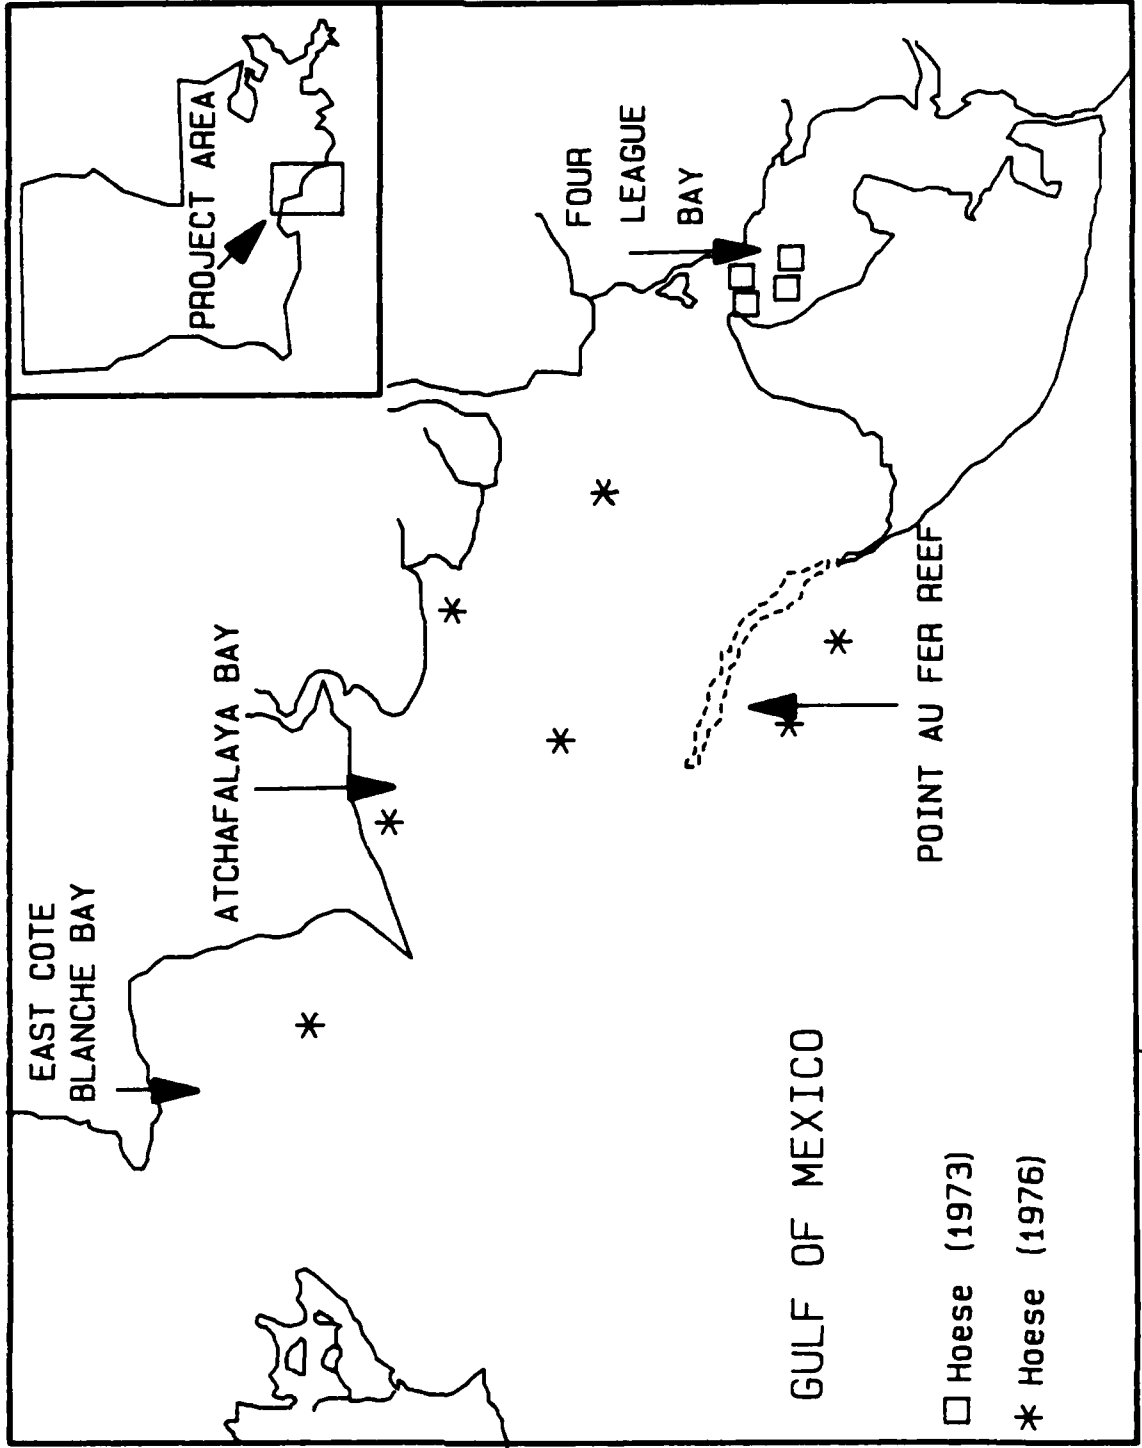 EAST COTE
BLANCHE BAY
ATCHAFALAYA BAY
PROJECT AREA
FOUR
LEAGUE
BAY
POINT AU FER REEF
GULF OF MEXICO
Hoese (1973)
* Hoese (1976)